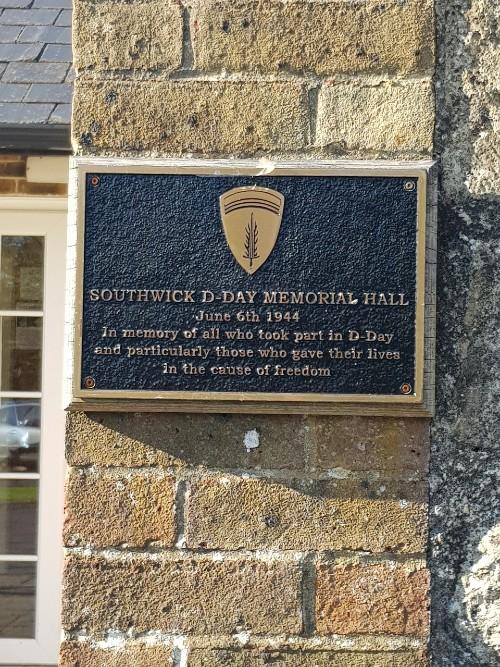 SOUTHWICK D-DAY MEMORIAL HALL
June 6th 1944
In memory of all who took part in D-Day
and particularly those who gave their lives
in the cause of freedom